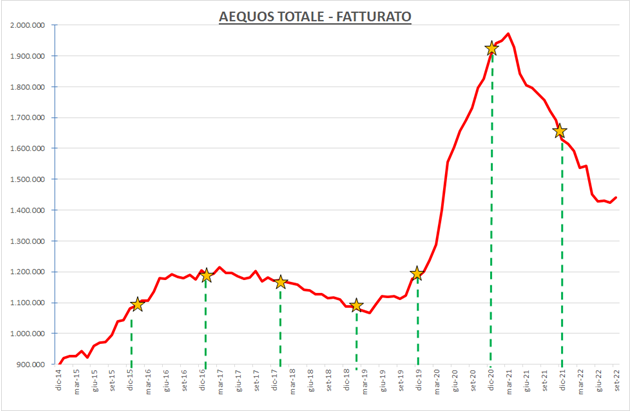 AEQUOS TOTALE - FATTURATO
2.000.000
1.900.000
1.800.000
1.700.000
1.600.000
1.500.000
1.400.000
1.300.000
1.200.000
1.100.000
1.000.000
900.000
dic-14
mar-15
giu-15
set-15
dic-15
mar-16
giu-16
set-16
dic-16
mar-17
giu-17
set-17
dic-17
mar-18
giu-18
set-18
dic-18
mar-19
giu-19
set-19
dic-19
mar-20
giu-20
set-20
dic-20
mar-21
giu-21
set-21
dic-21
mar-22
giu-22
set-22